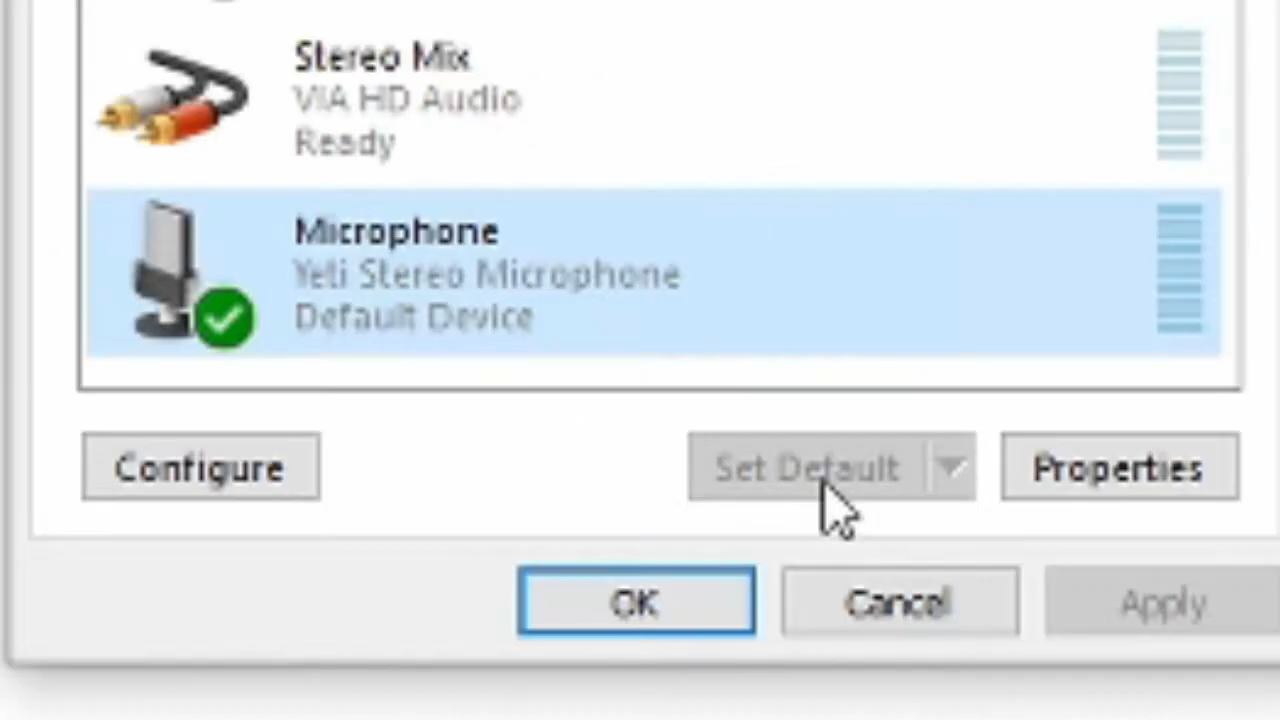 Stereo Mix
VIA HD Audio
Ready
Microphone
Yeti Stereo Microphone
Default Device
Configure
Set Default
Properties
OK
Cancel
Apply